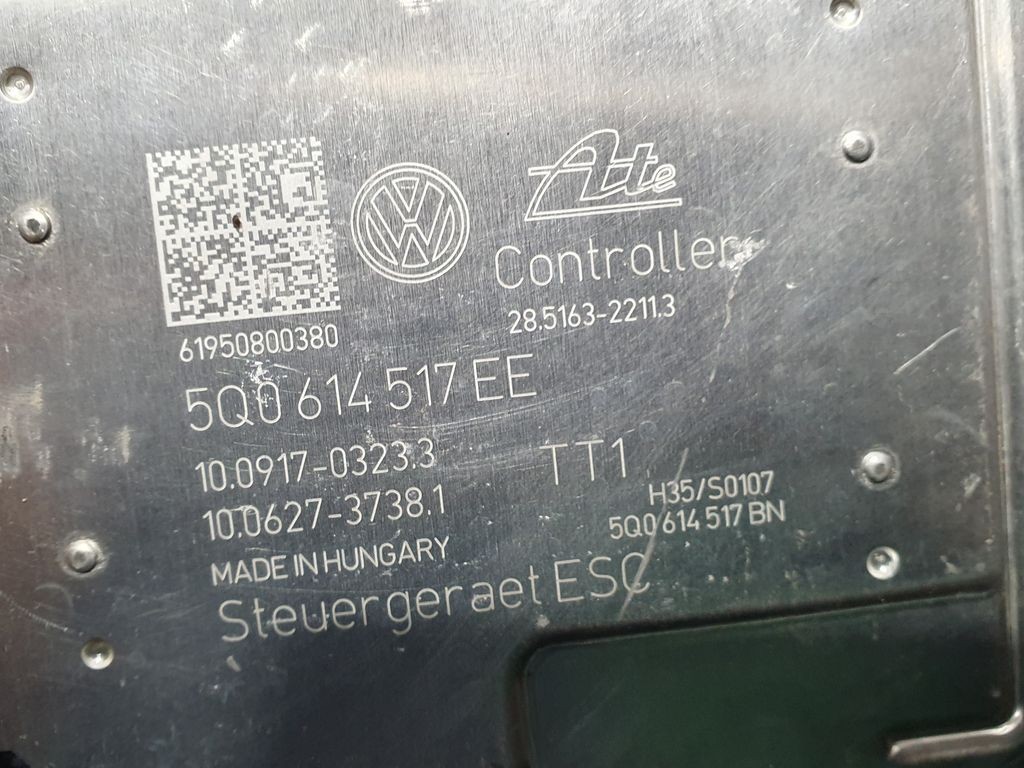 Ate
Controller
28.5163-2211.3
61950800380
5Q0 614 517 EE
10.0917-0323.3
TT1
10.0627-3738.1
H35/S0107
5Q0 614 517 BN
MADE IN HUNGARY
Steuergeraet ESC